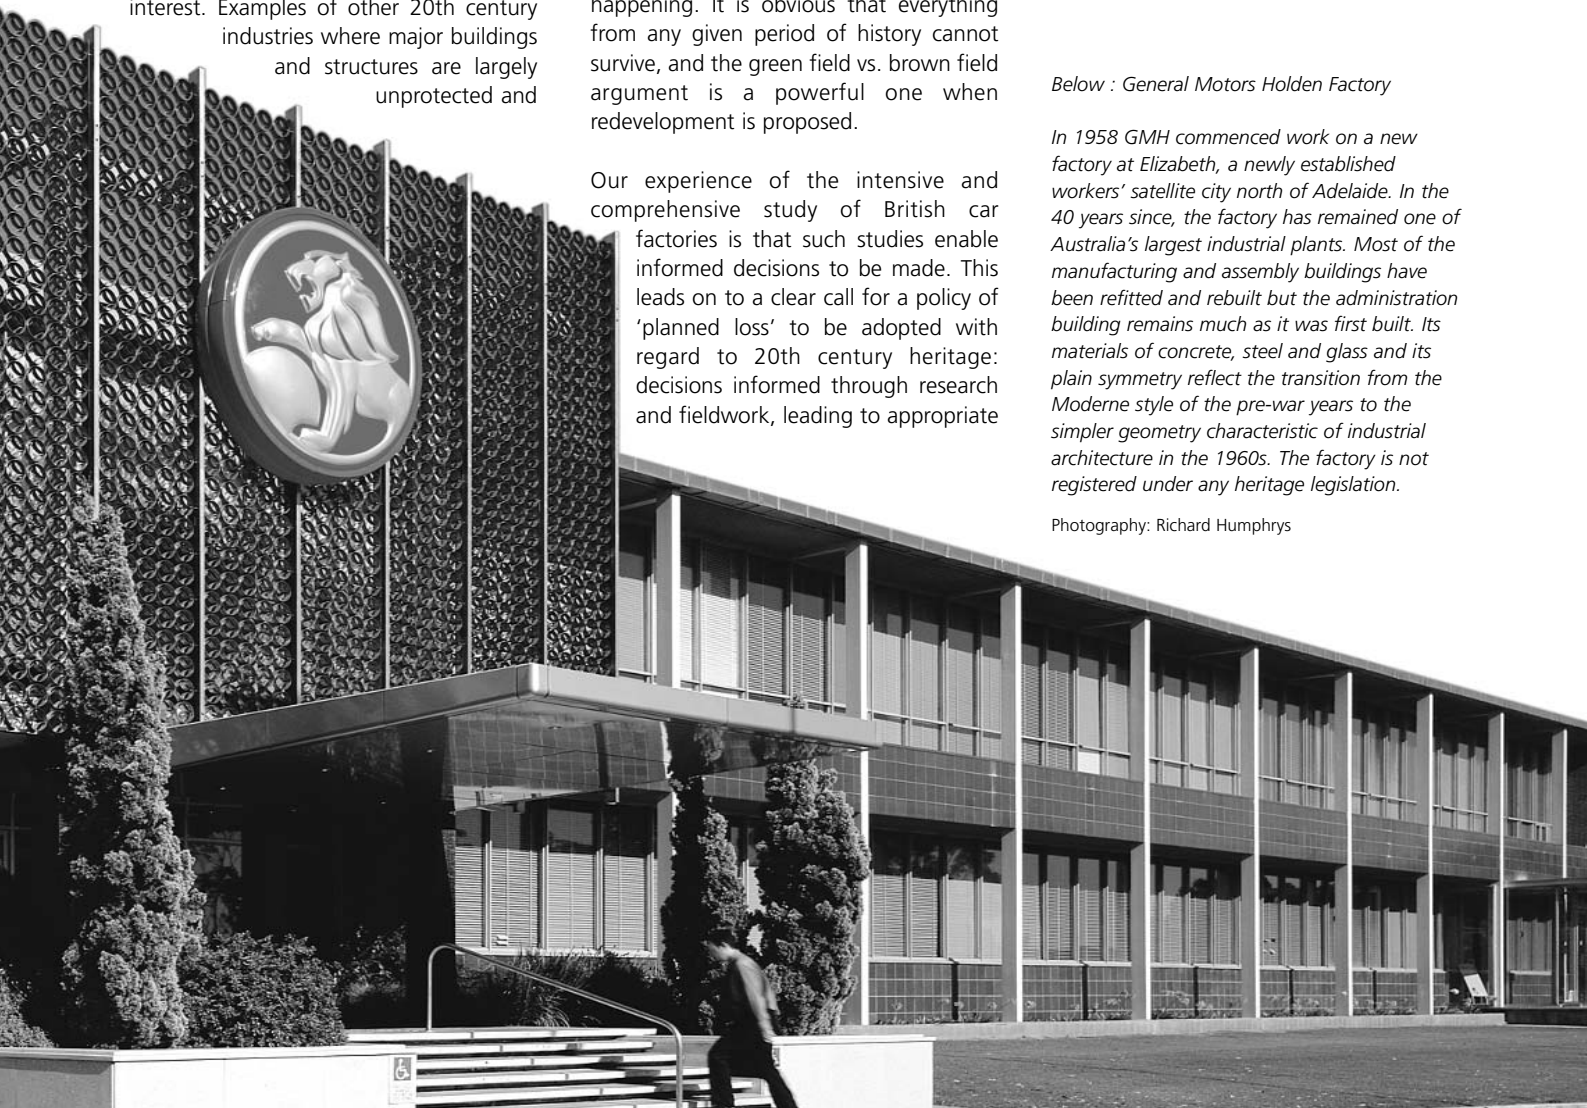 interest. Examples of other 20th century
industries where major buildings
and structures are largely
unprotected and
happening. It is obvious that everything
from any given period of history cannot
survive, and the green field vs. brown field
argument is a powerful one when
redevelopment is proposed.
Our experience of the intensive and
comprehensive study of British car
factories is that such studies enable
informed decisions to be made. This
leads on to a clear call for a policy of
‘planned loss’ to be adopted with
regard to 20th century heritage:
decisions informed through research
and fieldwork, leading to appropriate
Below : General Motors Holden Factory
In 1958 GMH commenced work on a new
factory at Elizabeth, a newly established
workers’ satellite city north of Adelaide. In the
40 years since, the factory has remained one of
Australia’s largest industrial plants. Most of the
manufacturing and assembly buildings have
been refitted and rebuilt but the administration
building remains much as it was first built. Its
materials of concrete, steel and glass and its
plain symmetry reflect the transition from the
Moderne style of the pre-war years to the
simpler geometry characteristic of industrial
architecture in the 1960s. The factory is not
registered under any heritage legislation.
Photography: Richard Humphrys